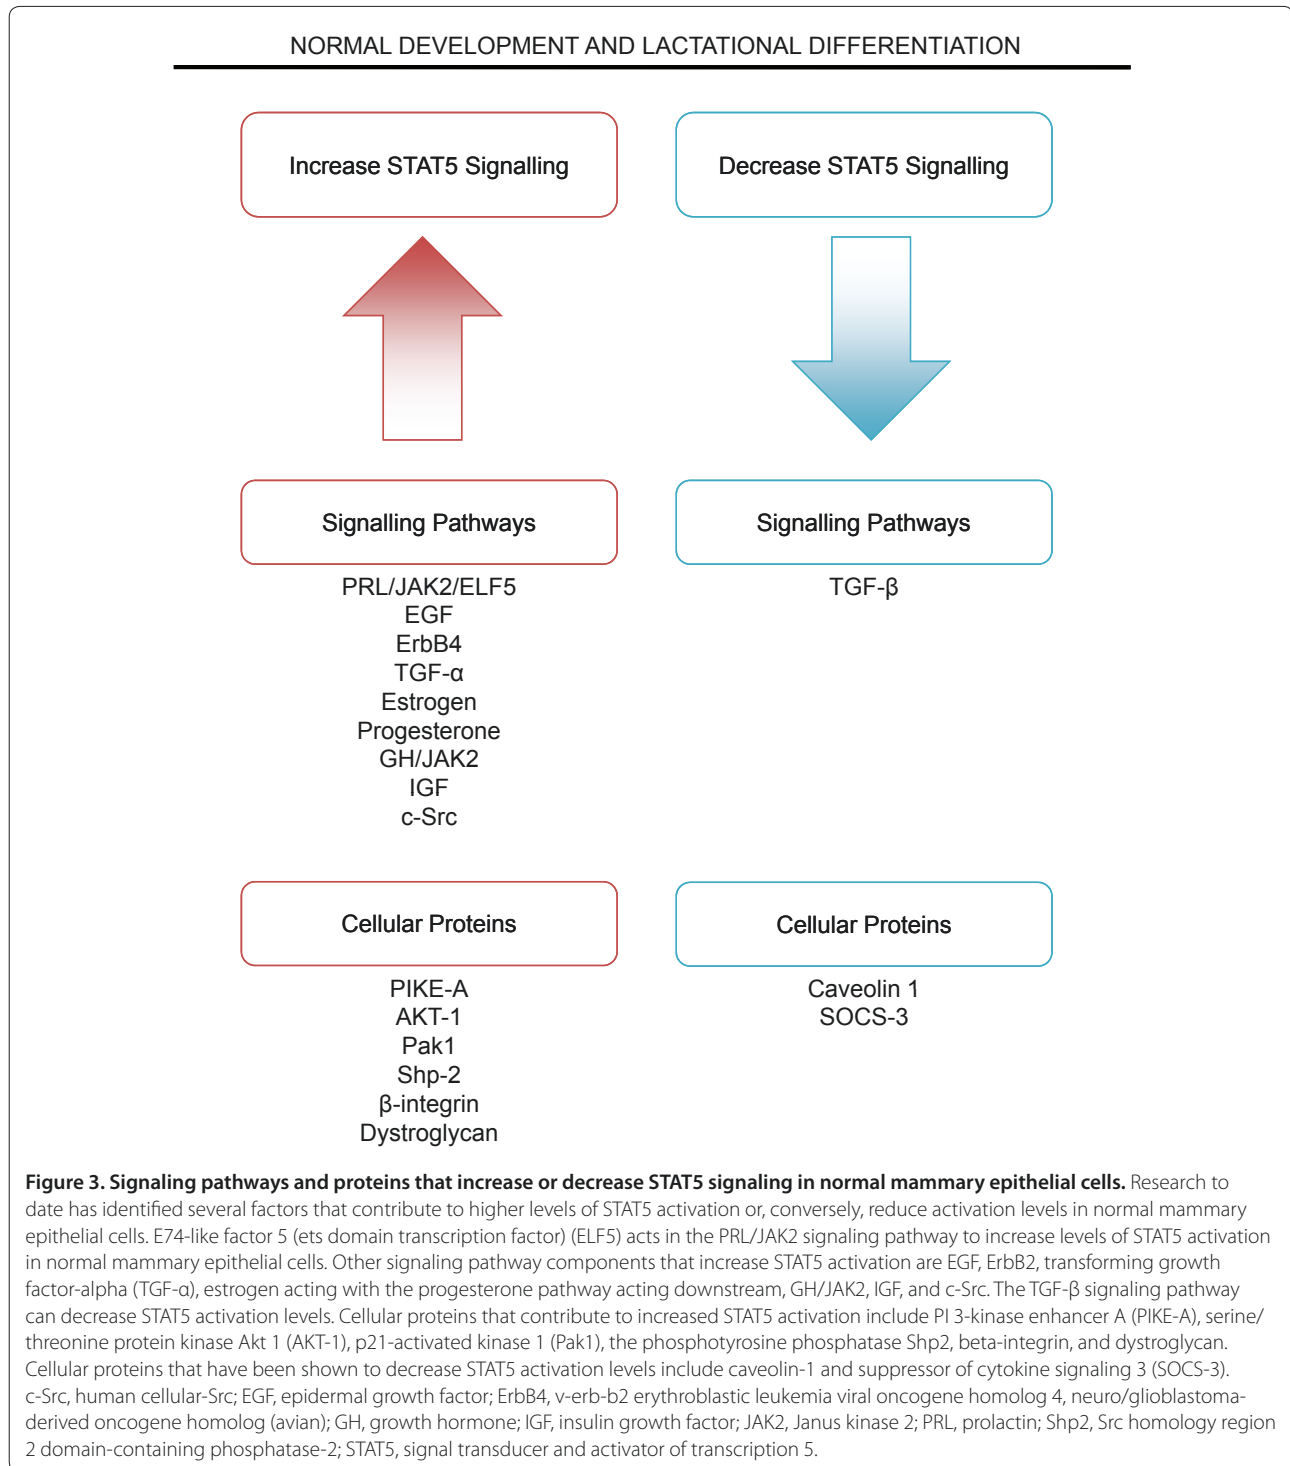 NORMAL DEVELOPMENT AND LACTATIONAL DIFFERENTIATION
Increase STAT5 Signalling
Decrease STAT5 Signalling
Signalling Pathways
PRL/JAK2/ELF5
EGF
ErbB4
TGF-α
Estrogen
Progesterone
GH/JAK2
IGF
c-Src
Signalling Pathways
TGF-β
Cellular Proteins
PIKE-A
AKT-1
Pak1
Shp-2
β-integrin
Dystroglycan
Cellular Proteins
Caveolin 1
SOCS-3
Figure 3. Signaling pathways and proteins that increase or decrease STAT5 signaling in normal mammary epithelial cells. Research to
date has identified several factors that contribute to higher levels of STAT5 activation or, conversely, reduce activation levels in normal mammary
epithelial cells. E74-like factor 5 (ets domain transcription factor) (ELF5) acts in the PRL/JAK2 signaling pathway to increase levels of STAT5 activation
in normal mammary epithelial cells. Other signaling pathway components that increase STAT5 activation are EGF, ErbB2, transforming growth
factor-alpha (TGF-α), estrogen acting with the progesterone pathway acting downstream, GH/JAK2, IGF, and c-Src. The TGF-β signaling pathway
can decrease STAT5 activation levels. Cellular proteins that contribute to increased STAT5 activation include PI 3-kinase enhancer A (PIKE-A), serine/
threonine protein kinase Akt 1 (AKT-1), p21-activated kinase 1 (Pak1), the phosphotyrosine phosphatase Shp2, beta-integrin, and dystroglycan.
Cellular proteins that have been shown to decrease STAT5 activation levels include caveolin-1 and suppressor of cytokine signaling 3 (SOCS-3).
c-Src, human cellular-Src; EGF, epidermal growth factor; ErbB4, v-erb-b2 erythroblastic leukemia viral oncogene homolog 4, neuro/glioblastoma-
derived oncogene homolog (avian); GH, growth hormone; IGF, insulin growth factor; JAK2, Janus kinase 2; PRL, prolactin; Shp2, Src homology region
2 domain-containing phosphatase-2; STAT5, signal transducer and activator of transcription 5.